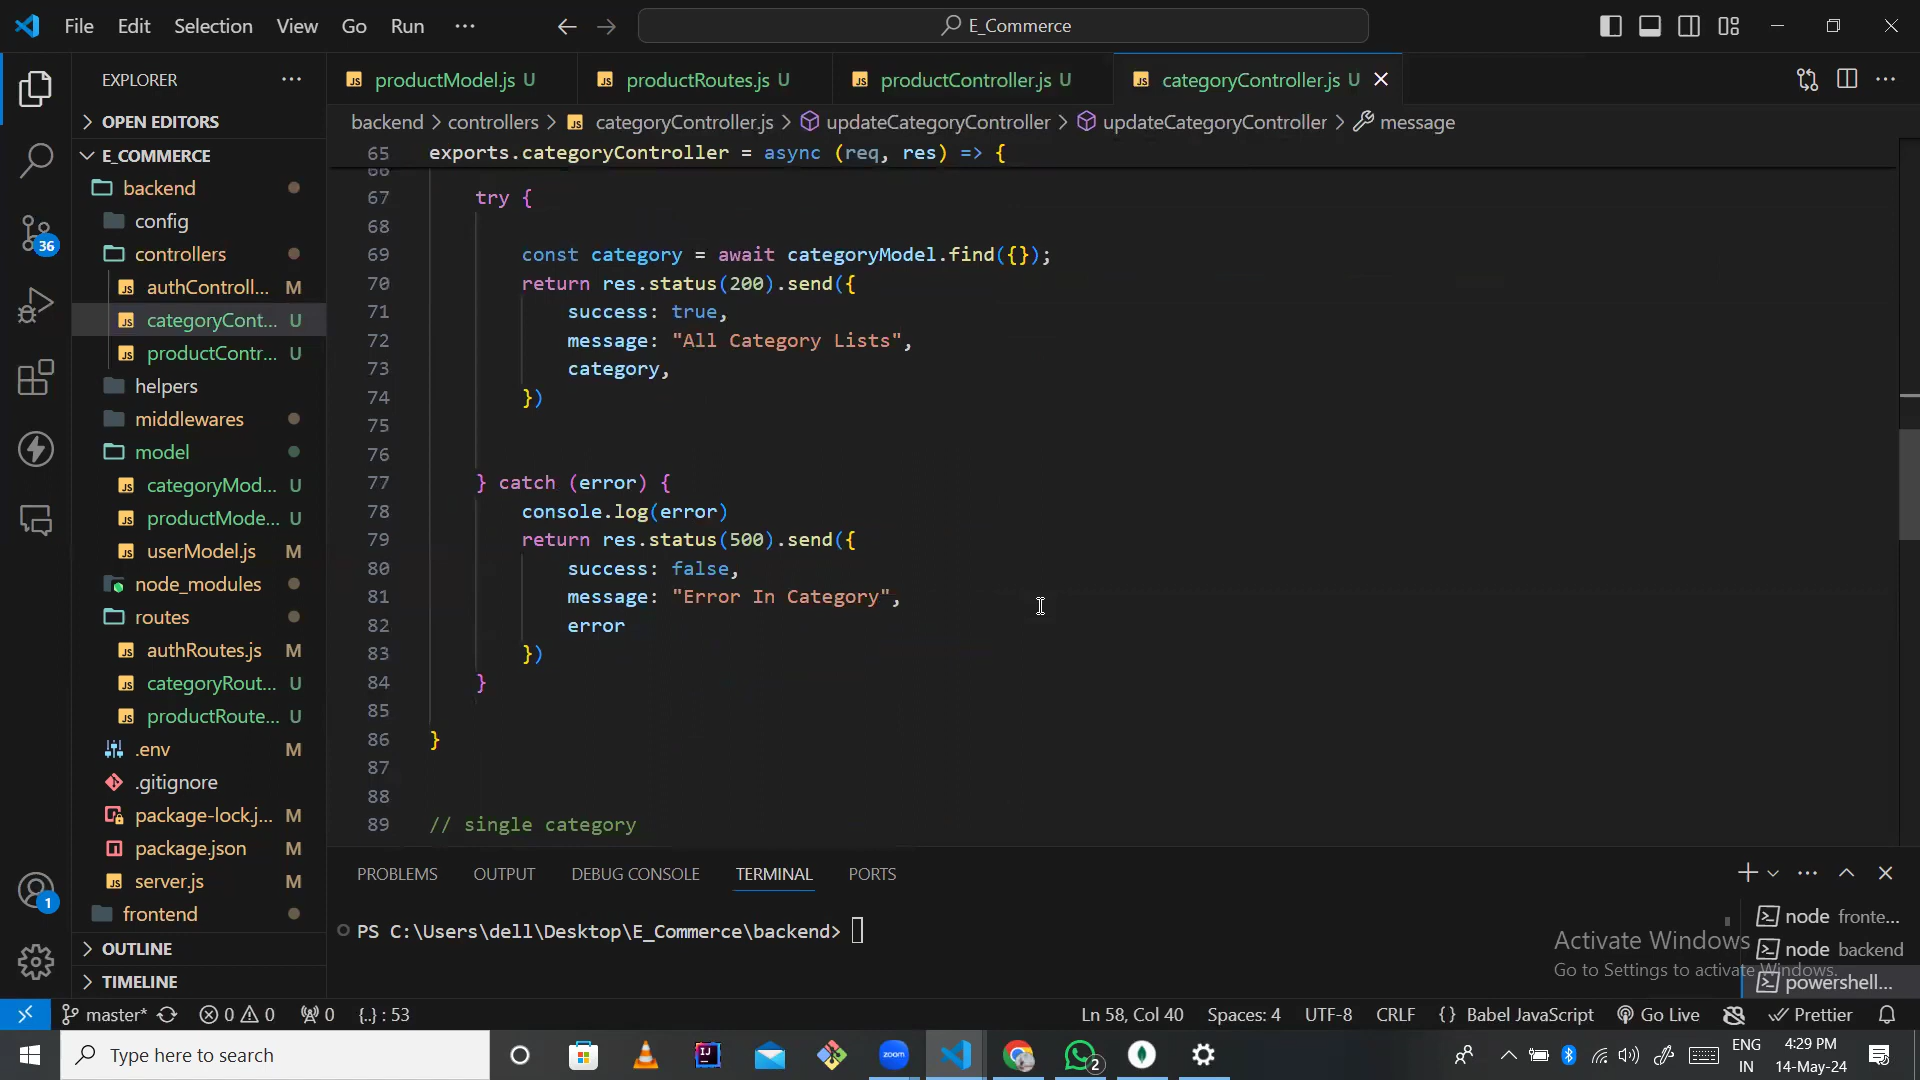 File Edit Selection View Go Run ···
E_Commerce
EXPLORER
OPEN EDITORS
E_COMMERCE
backend
config
controllers
authControll... M
categoryCont... U
productContr... U
helpers
middlewares
model
categoryMod... U
productMode... U
userModel.js M
node_modules
routes
authRoutes.js M
categoryRout... U
productRoute... U
.env M
.gitignore
package-lock.j... M
package.json M
server.js M
frontend
OUTLINE
TIMELINE
36
1
productModel.js U
productRoutes.js U
productController.js U
categoryController.js U
backend > controllers > categoryController.js > updateCategoryController > updateCategoryController > message
65 exports.categoryController = async (req, res) => {
66
67 try {
68
69 const category = await categoryModel.find({});
70 return res.status(200).send({
71 success: true,
72 message: "All Category Lists",
73 category,
74 })
75
76
77 } catch (error) {
78 console.log(error)
79 return res.status(500).send({
80 success: false,
81 message: "Error In Category",
82 error
83 })
84 }
85
86 }
87
88
89 // single category
PROBLEMS OUTPUT DEBUG CONSOLE TERMINAL PORTS
PS C:\Users\dell\Desktop\E_Commerce\backend>
node fronte...
node backend
powershell...
Activate Windows
Go to Settings to activate Windows.
master* 0 0 0 {..} : 53
Ln 58, Col 40 Spaces: 4 UTF-8 CRLF {} Babel JavaScript Go Live Prettier
Type here to search
zoom
2
ENG
IN
4:29 PM
14-May-24